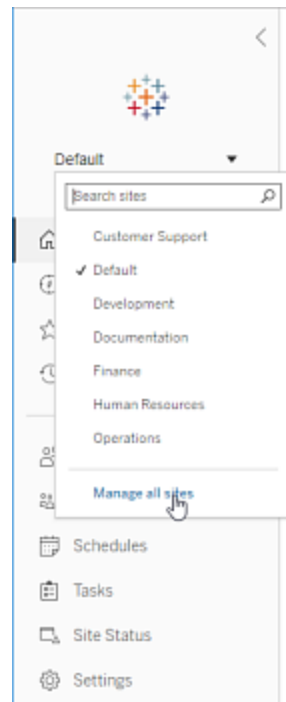 Default
Search sites
Customer Support
Default
Development
Documentation
Finance
Human Resources
Operations
Manage all sites
Schedules
Tasks
Site Status
Settings